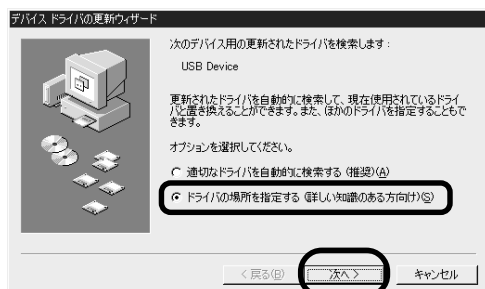 デバイス ドライバの更新ウィザード
次のデバイス用の更新されたドライバを検索します:
USB Device
更新されたドライバを自動的に検索して、現在使用されているドライ
バと置き換えることができます。また、ほかのドライバを指定することもで
きます。
オプションを選択してください。
適切なドライバを自動的に検索する (推奨)(A)
ドライバの場所を指定する (詳しい知識のある方向け)(S)
< 戻る(B)
次へ >
キャンセル